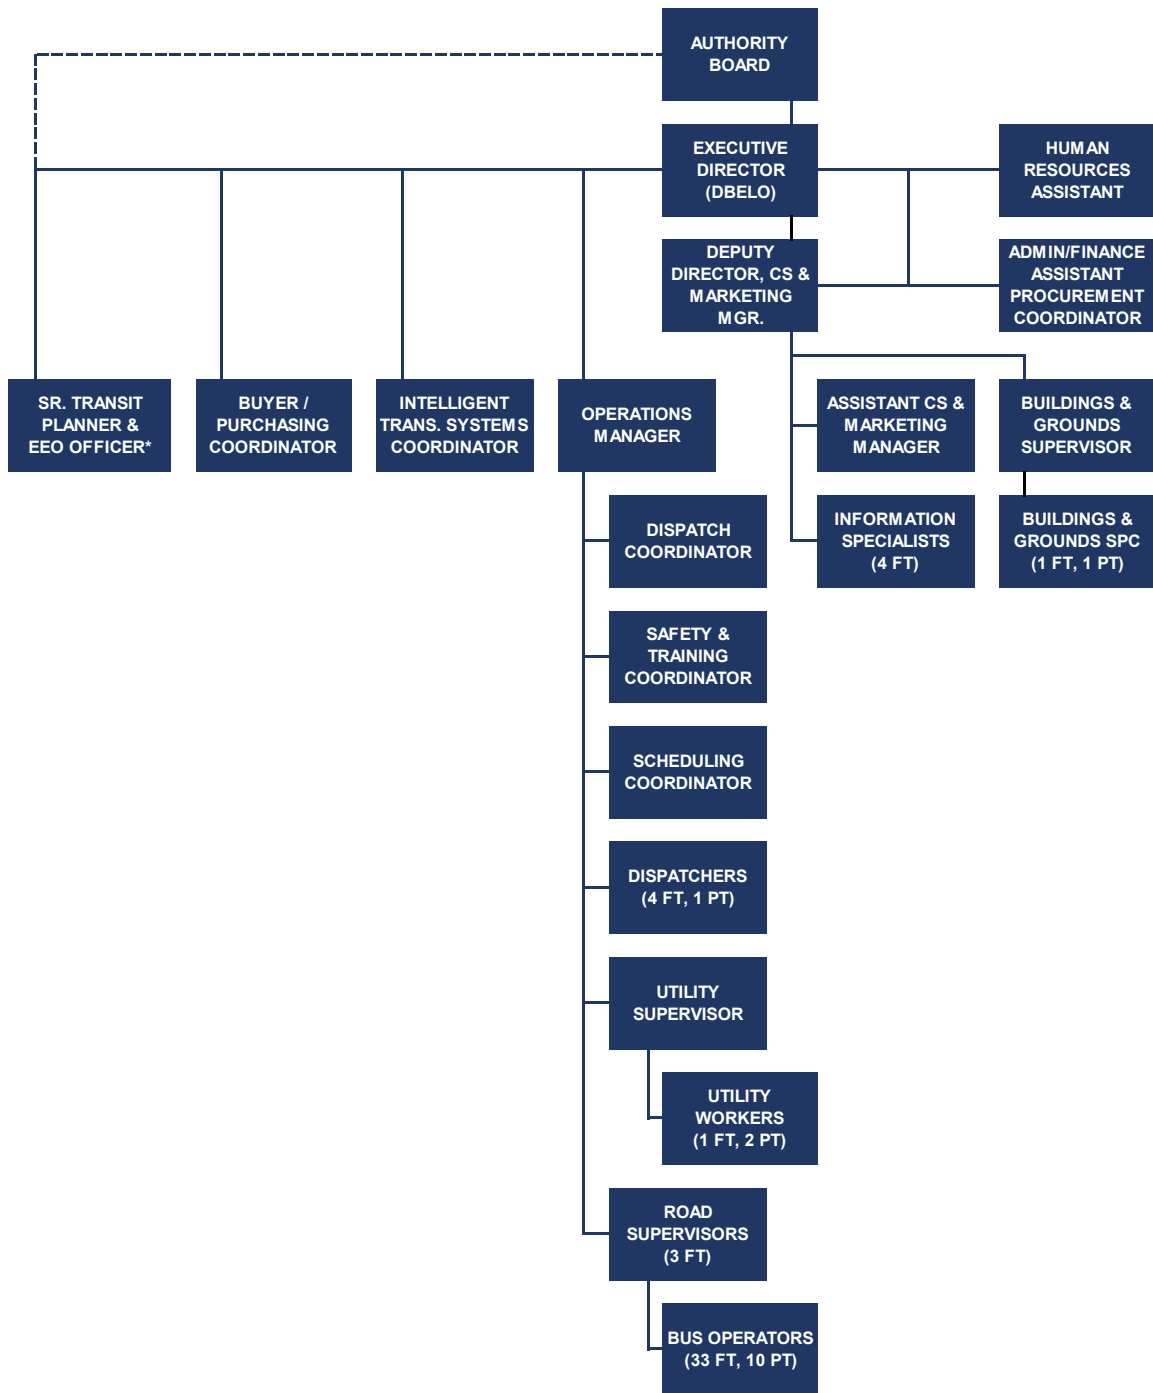 AUTHORITY
BOARD
EXECUTIVE
DIRECTOR
(DBELO)
HUMAN
RESOURCES
ASSISTANT
DEPUTY
DIRECTOR, CS &
MARKETING
MGR.
ADMIN/FINANCE
ASSISTANT
PROCUREMENT
COORDINATOR
SR. TRANSIT
PLANNER &
EEO OFFICER*
BUYER /
PURCHASING
COORDINATOR
INTELLIGENT
TRANS. SYSTEMS
COORDINATOR
OPERATIONS
MANAGER
ASSISTANT CS &
MARKETING
MANAGER
BUILDINGS &
GROUNDS
SUPERVISOR
DISPATCH
COORDINATOR
INFORMATION
SPECIALISTS
(4 FT)
BUILDINGS &
GROUNDS SPC
(1 FT, 1 PT)
SAFETY &
TRAINING
COORDINATOR
SCHEDULING
COORDINATOR
DISPATCHERS
(4 FT, 1 PT)
UTILITY
SUPERVISOR
UTILITY
WORKERS
(1 FT, 2 PT)
ROAD
SUPERVISORS
(3 FT)
BUS OPERATORS
(33 FT, 10 PT)